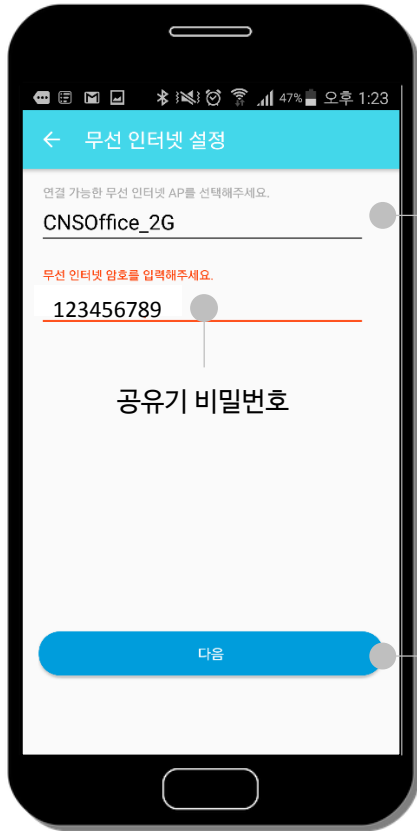 47% 오후 1:23
무선 인터넷 설정
연결 가능한 무선 인터넷 AP를 선택해주세요.
CNSOffice_2G
무선 인터넷 암호를 입력해주세요.
123456789
공유기 비밀번호
다음